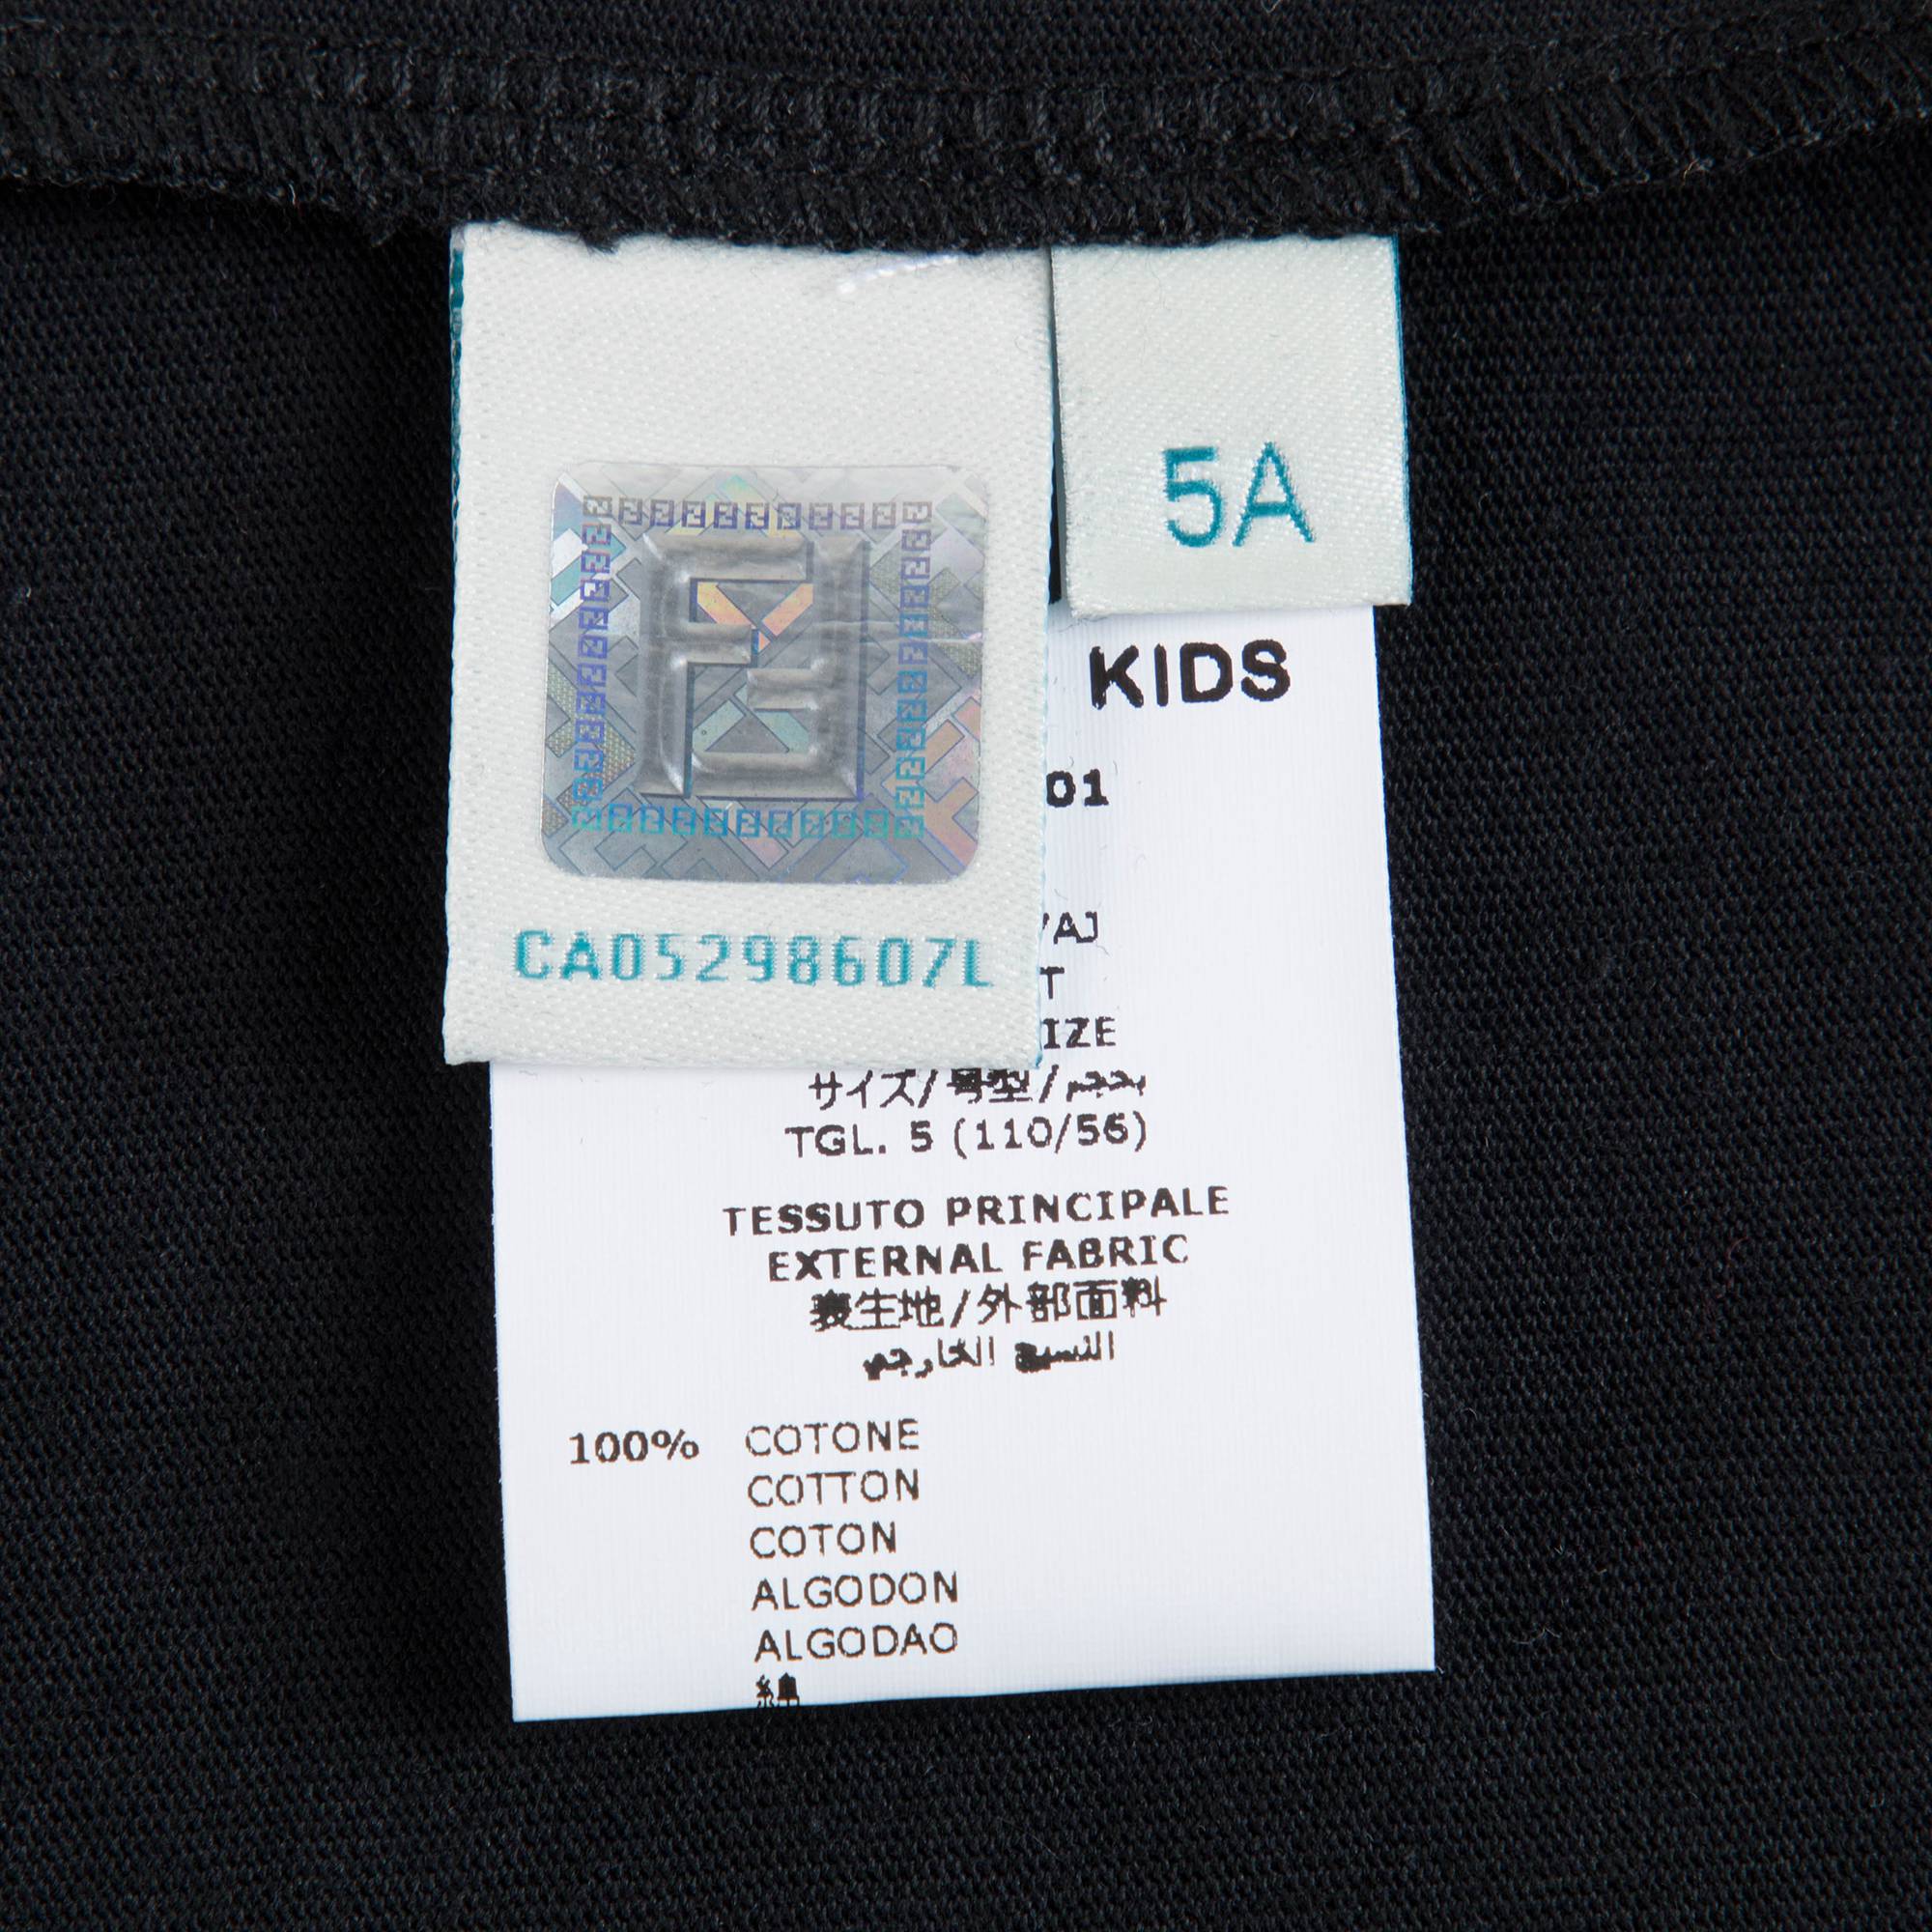 5A
CA05298607L
KIDS
01
AJ
T
IZE
サイズ/号型/
TGL. 5 (110/56)
TESSUTO PRINCIPALE
EXTERNAL FABRIC
表生地/外部面料
النسيج الخارجي
100% COTONE
COTTON
COTON
ALGODON
ALGODAO
綿